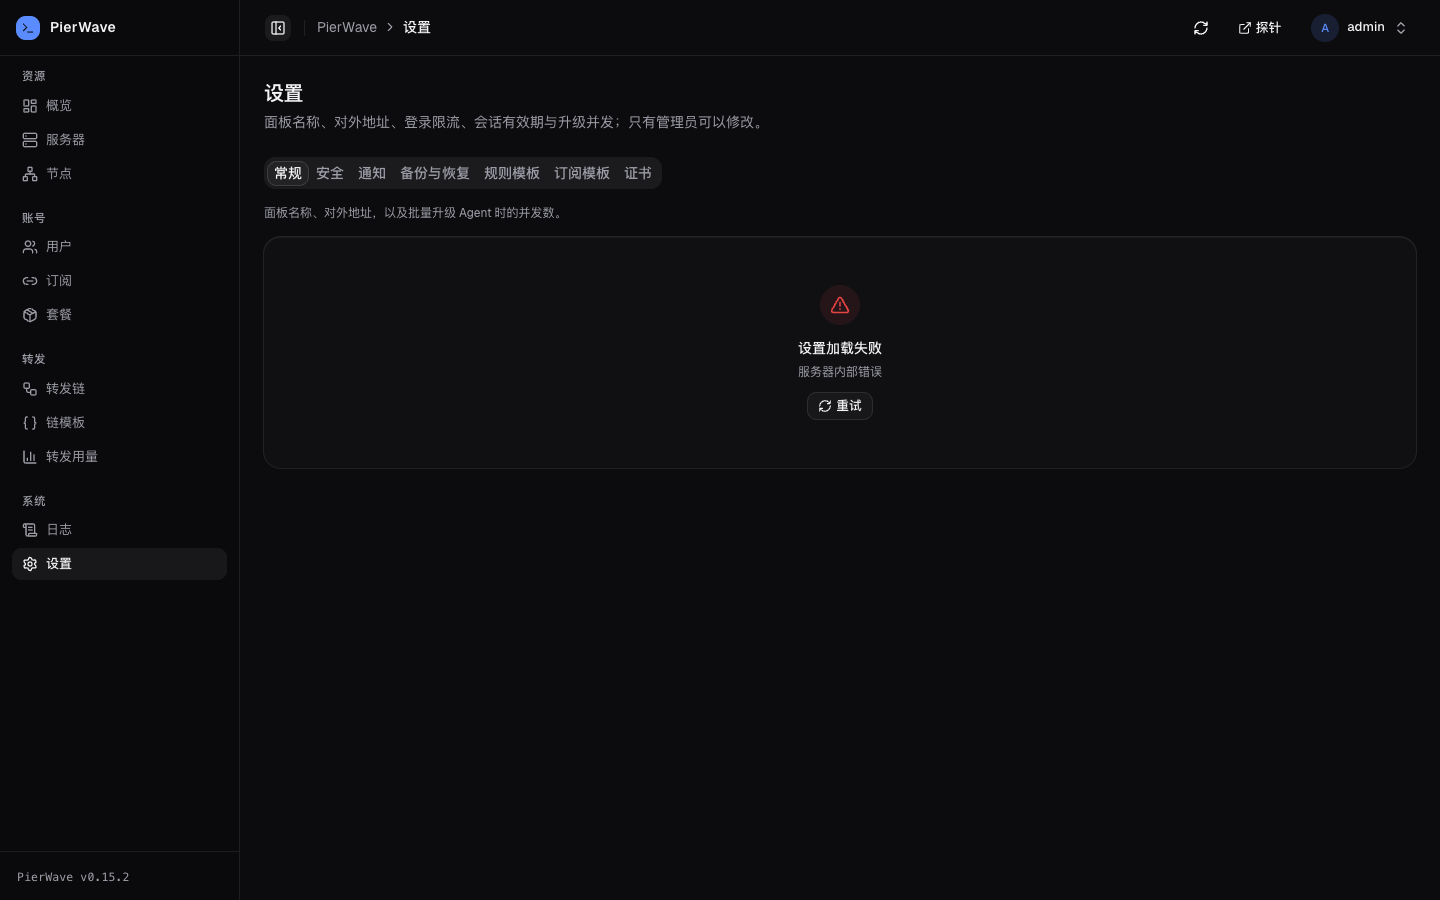 PierWave
PierWave > 设置
探针
A
admin
资源
概览
服务器
节点
账号
用户
订阅
套餐
转发
转发链
链模板
转发用量
系统
日志
设置
PierWave v0.15.2
设置
面板名称、对外地址、登录限流、会话有效期与升级并发；只有管理员可以修改。
常规 安全 通知 备份与恢复 规则模板 订阅模板 证书
面板名称、对外地址，以及批量升级 Agent 时的并发数。
设置加载失败
服务器内部错误
重试